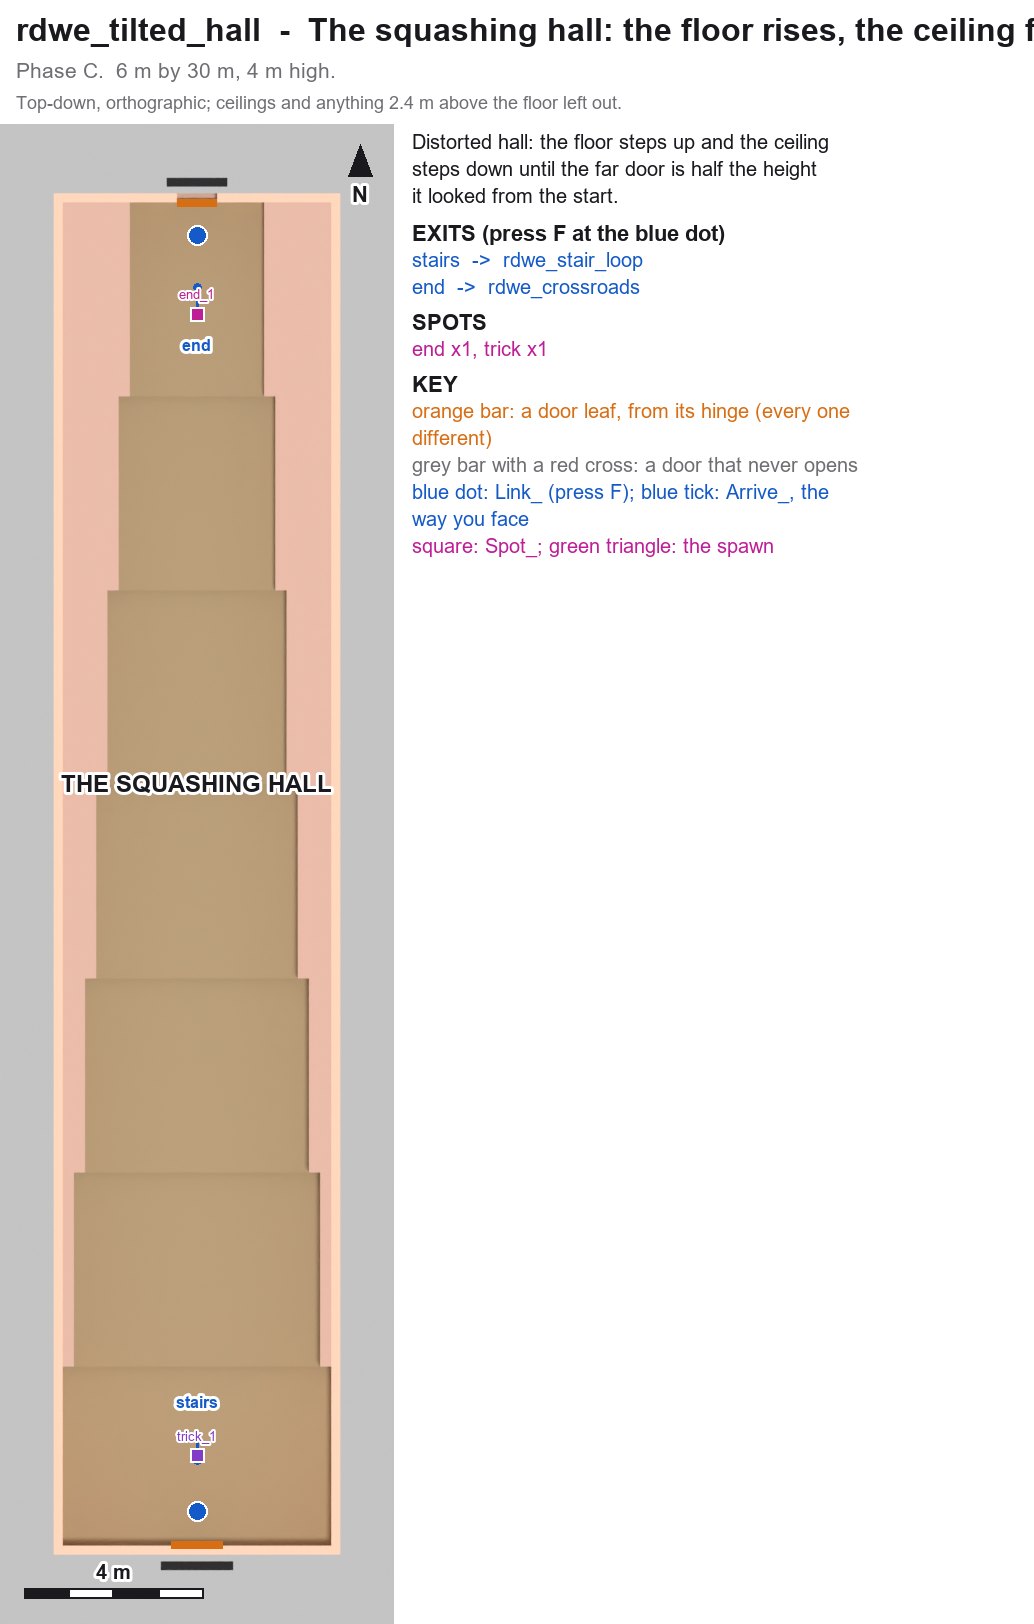 rdwe_tilted_hall  -  The squashing hall: the floor rises, the ceiling f
Phase C.  6 m by 30 m, 4 m high.
Top-down, orthographic; ceilings and anything 2.4 m above the floor left out.
N
end_1
end
THE SQUASHING HALL
stairs
trick_1
4 m
Distorted hall: the floor steps up and the ceiling
steps down until the far door is half the height
it looked from the start.
EXITS (press F at the blue dot)
stairs  ->  rdwe_stair_loop
end  ->  rdwe_crossroads
SPOTS
end x1, trick x1
KEY
orange bar: a door leaf, from its hinge (every one
different)
grey bar with a red cross: a door that never opens
blue dot: Link_ (press F); blue tick: Arrive_, the
way you face
square: Spot_; green triangle: the spawn